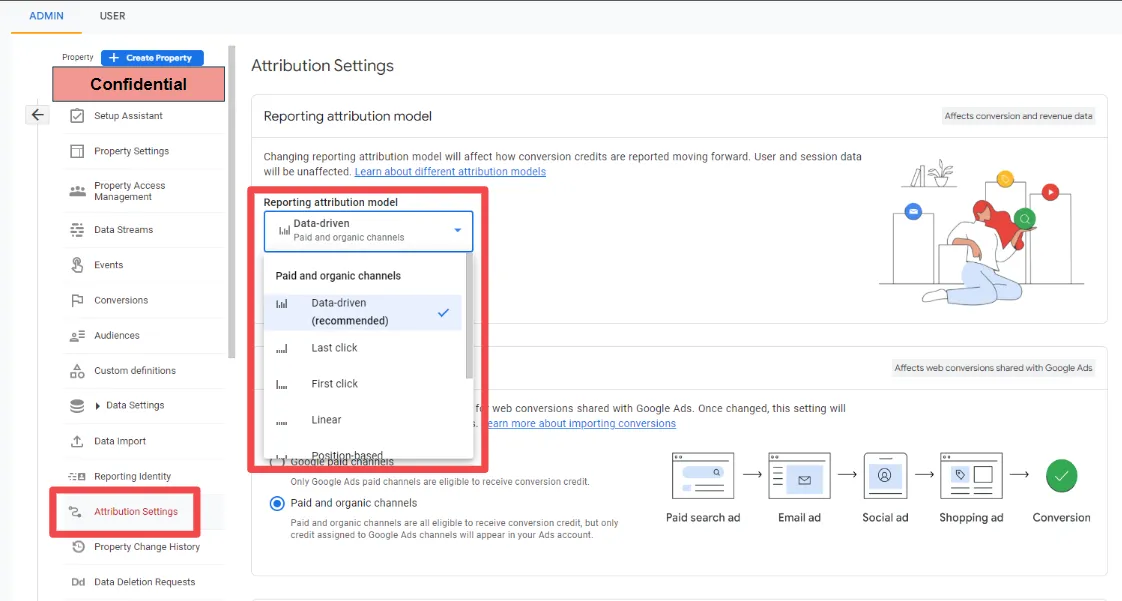 ADMIN
USER
Property
+ Create Property
Confidential
Setup Assistant
Property Settings
Property Access
Management
Data Streams
Events
Conversions
Audiences
Custom definitions
Data Settings
Data Import
Reporting Identity
Attribution Settings
Property Change History
Dd Data Deletion Requests
Attribution Settings
Reporting attribution model
Affects conversion and revenue data
Changing reporting attribution model will affect how conversion credits are reported moving forward. User and session data
will be unaffected. Learn about different attribution models
Reporting attribution model
Data-driven
Paid and organic channels
Paid and organic channels
Data-driven
(recommended)
Last click
First click
Linear
Position-based
Affects web conversions shared with Google Ads
for web conversions shared with Google Ads. Once changed, this setting will
earn more about importing conversions
Google paid channels
Only Google Ads paid channels are eligible to receive conversion credit.
Paid and organic channels
Paid and organic channels are all eligible to receive conversion credit, but only
credit assigned to Google Ads channels will appear in your Ads account.
Paid search ad
Email ad
Social ad
Shopping ad
Conversion